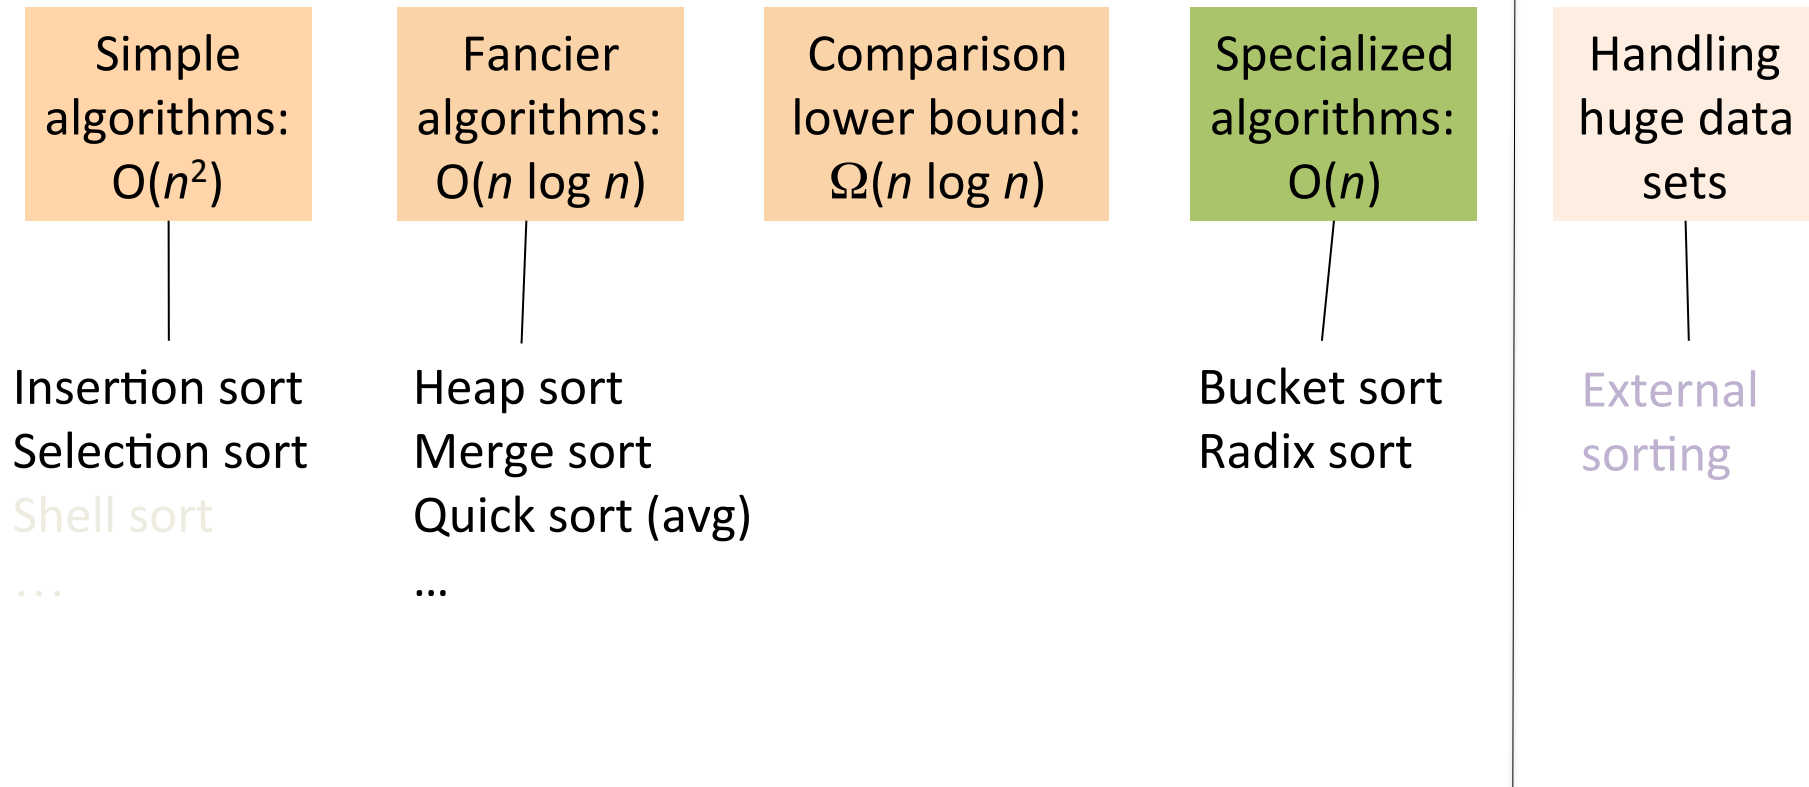 Simple
algorithms:
O(n²)
Fancier
algorithms:
O(n log n)
Comparison
lower bound:
Ω(n log n)
Specialized
algorithms:
O(n)
Handling
huge data
sets
Insertion sort
Selection sort
Shell sort
…
Heap sort
Merge sort
Quick sort (avg)
…
Bucket sort
Radix sort
External
sorting